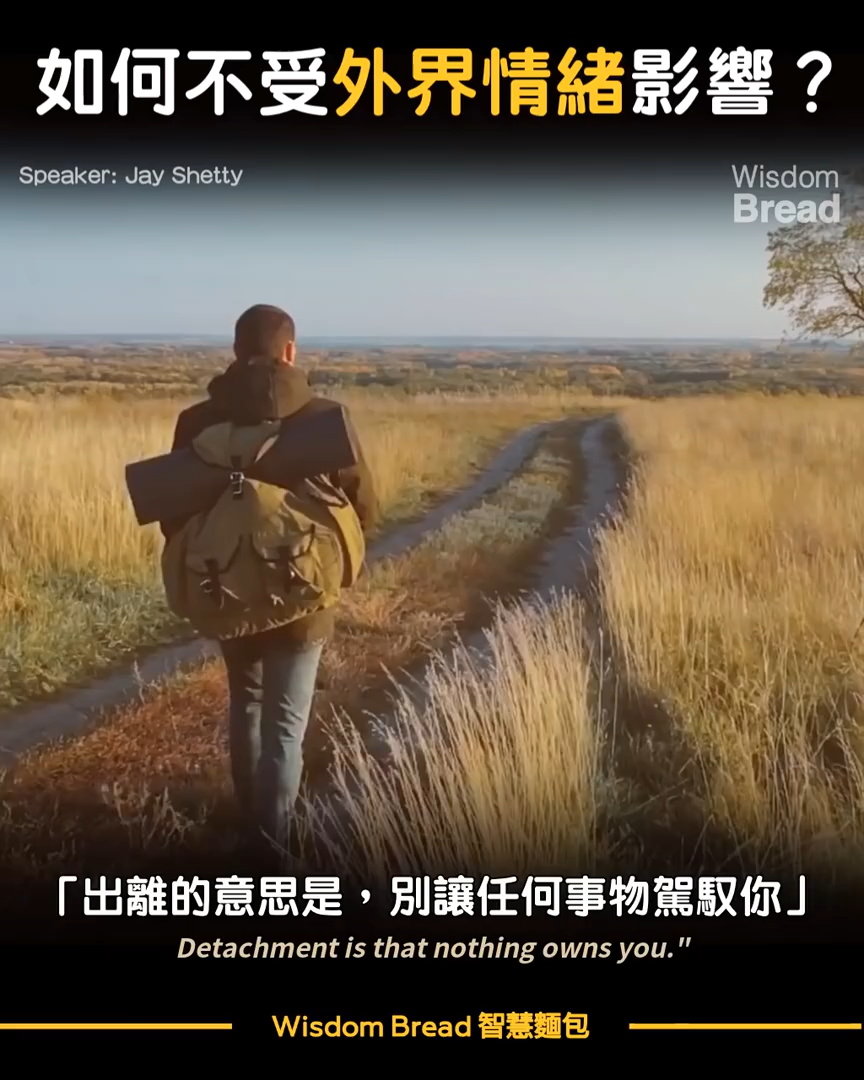 如何不受外界情緒影響？
Speaker: Jay Shetty
Wisdom
Bread
「出離的意思是，別讓任何事物駕馭你」
Detachment is that nothing owns you."
Wisdom Bread 智慧麵包